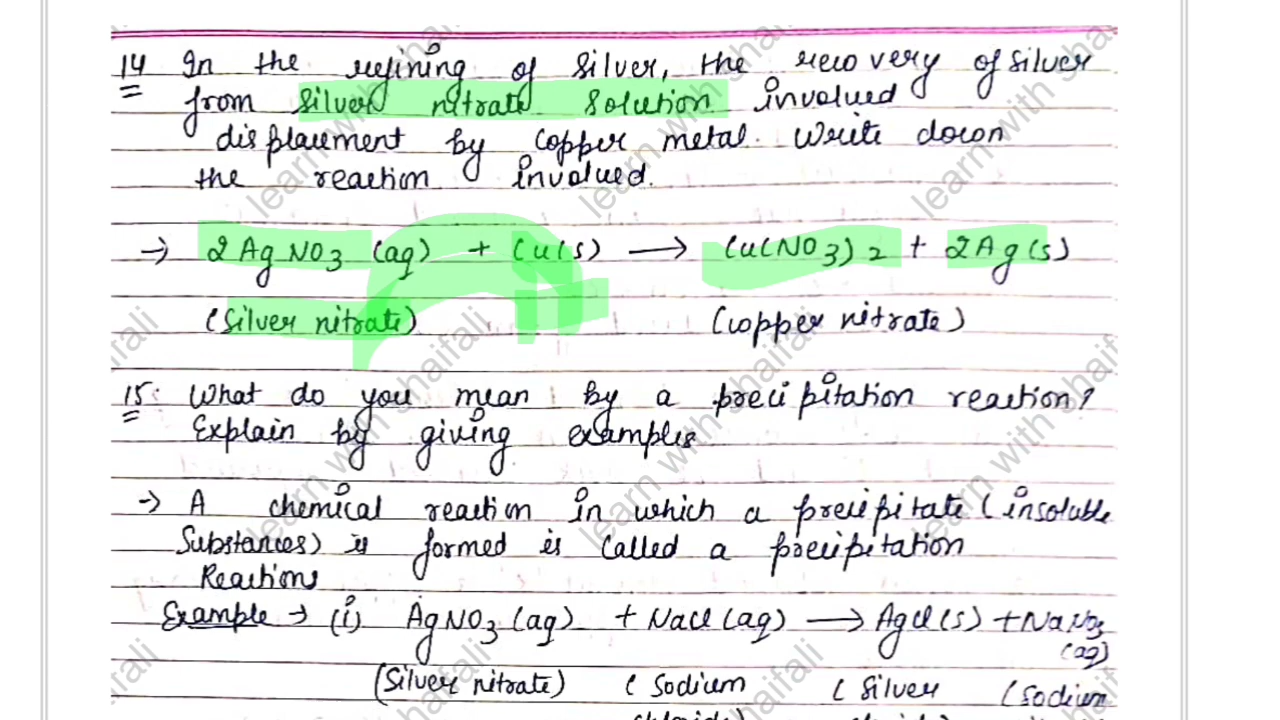 14 In the refining of silver, the recovery of silver
from silver nitrate solution involved
displacement by copper metal. Write down
the reaction involved.
→ 2AgNO3 (aq) + Cu(s) → Cu(NO3)2 + 2Ag(s)
(Silver nitrate) (copper nitrate)
15: What do you mean by a precipitation reaction?
Explain by giving examples
→ A chemical reaction in which a precipitate (insoluble
Substances) is formed is called a precipitation
Reactions
Example → (i) AgNO3 (aq) + NaCl (aq) → AgCl(s) + NaNO3
(aq)
(Silver nitrate) (Sodium (Silver (Sodium
learn with shaifali